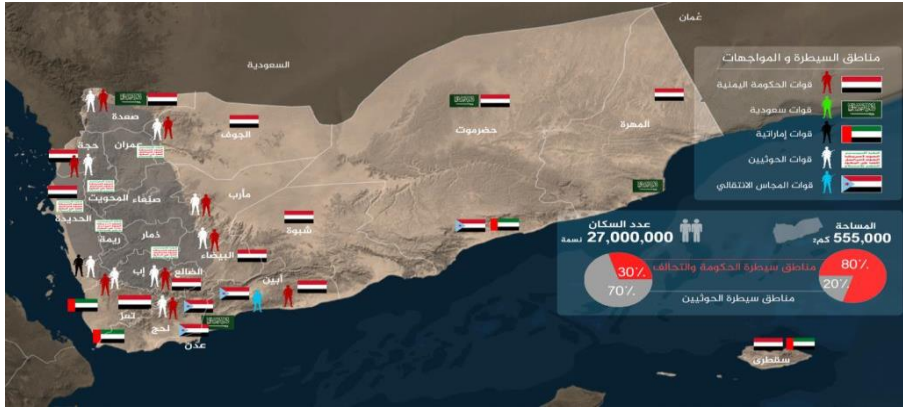 عُمان
السعودية
مناطق السيطرة و المواجهات
قوات الحكومة اليمنية
قوات سعودية
قوات إماراتية
قوات الحوثيين
قوات المجلس الانتقالي
صعدة
حضرموت
المهرة
الجوف
عمران
حجة
المحويت
صنعاء
مأرب
الحديدة
ريمة
ذمار
شبوة
البيضاء
إب
الضالع
أبين
تعز
لحج
عدن
سقطرى
المساحة
555,000 كم2
عدد السكان
27,000,000 نسمة
80%
20%
مناطق سيطرة الحكومة والتحالف
30%
70%
مناطق سيطرة الحوثيين